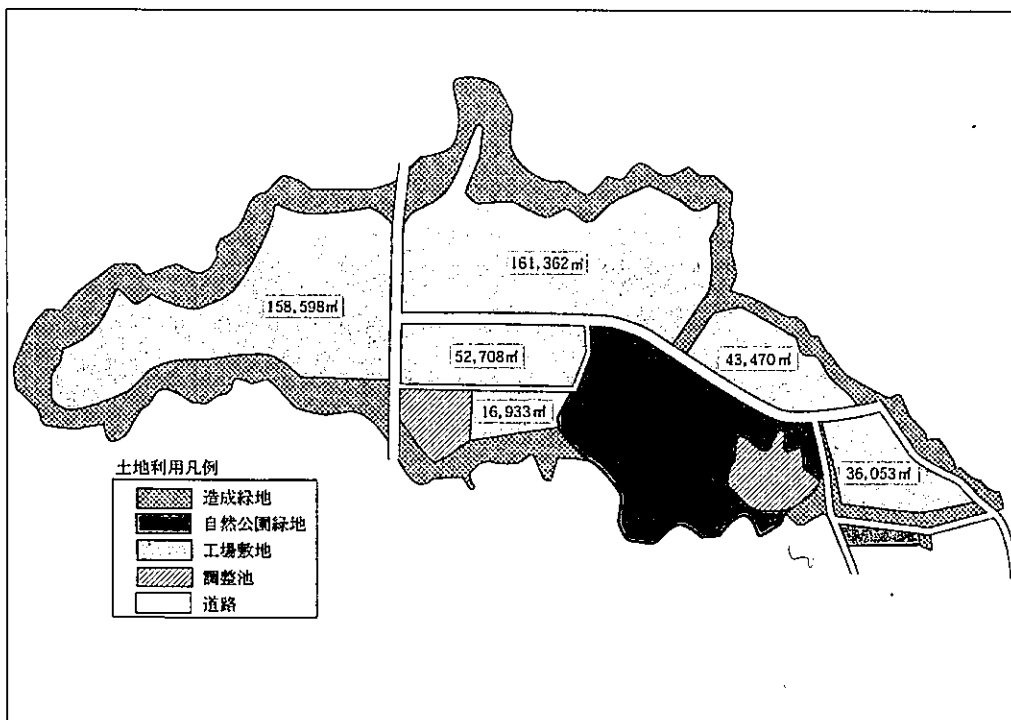 161,362㎡
158,598㎡
52,708㎡
43,470㎡
16,933㎡
36,053㎡
土地利用凡例
造成緑地
自然公園緑地
工場敷地
調整池
道路